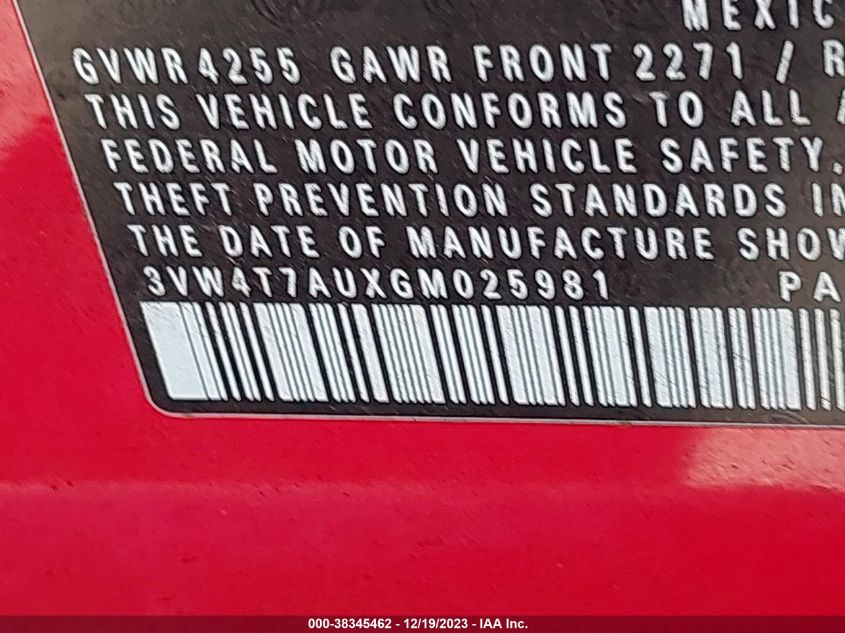 MEXIC
GVWR 4255 GAWR FRONT 2271 / R
THIS VEHICLE CONFORMS TO ALL A
FEDERAL MOTOR VEHICLE SAFETY,
THEFT PREVENTION STANDARDS IN
THE DATE OF MANUFACTURE SHOW
3VW4T7AUXGM025981 PA
000-38345462 - 12/19/2023 - IAA Inc.